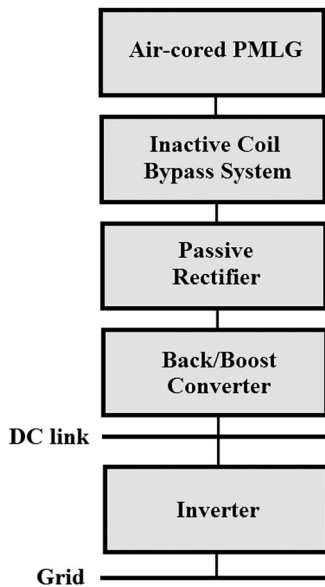 Air-cored PMLG
Inactive Coil
Bypass System
Passive
Rectifier
Back/Boost
Converter
DC link
Inverter
Grid